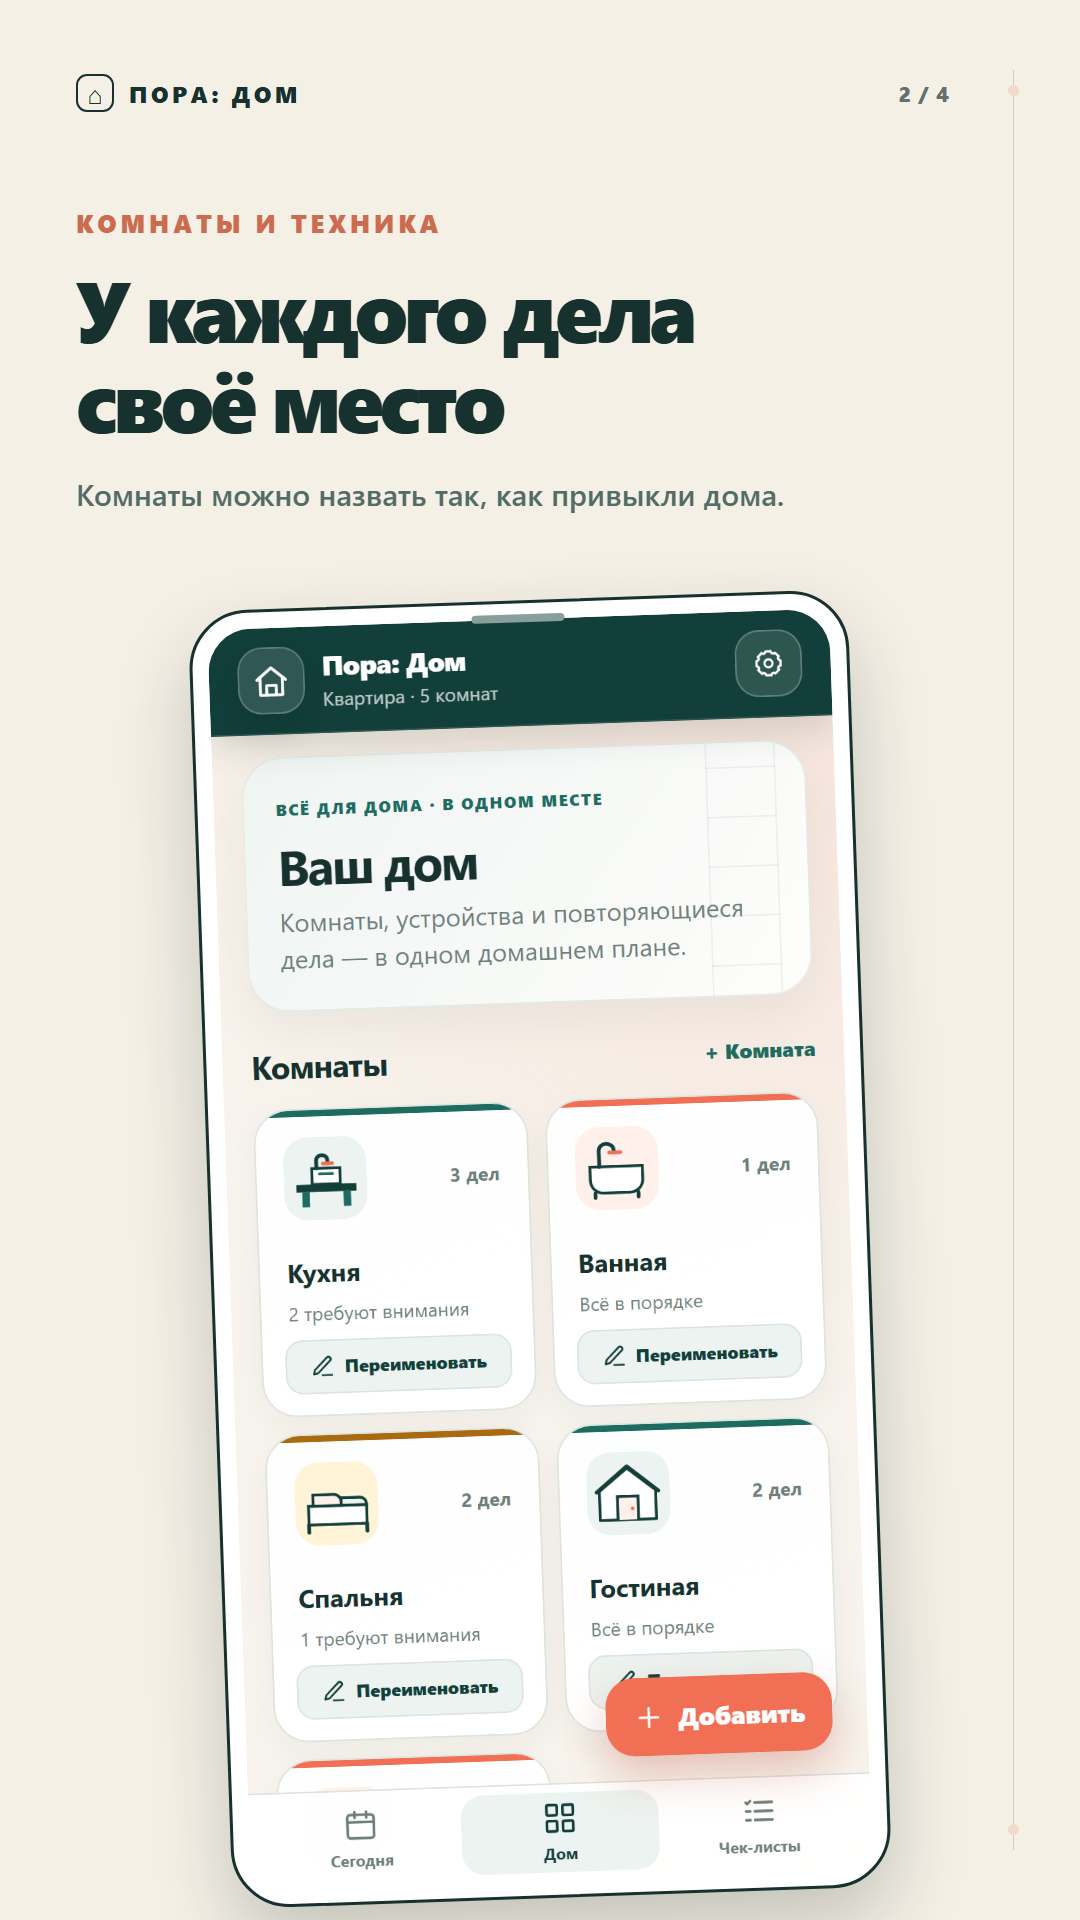 ПОРА: ДОМ
2 / 4
КОМНАТЫ И ТЕХНИКА
У каждого дела
своё место
Комнаты можно назвать так, как привыкли дома.
Пора: Дом
Квартира · 5 комнат
ВСЁ ДЛЯ ДОМА · В ОДНОМ МЕСТЕ
Ваш дом
Комнаты, устройства и повторяющиеся
дела — в одном домашнем плане.
Комнаты
+ Комната
3 дел
1 дел
Кухня
Ванная
2 требуют внимания
Всё в порядке
Переименовать
Переименовать
2 дел
2 дел
Спальня
Гостиная
1 требуют внимания
Всё в порядке
Переименовать
+ Добавить
Сегодня
Дом
Чек-листы